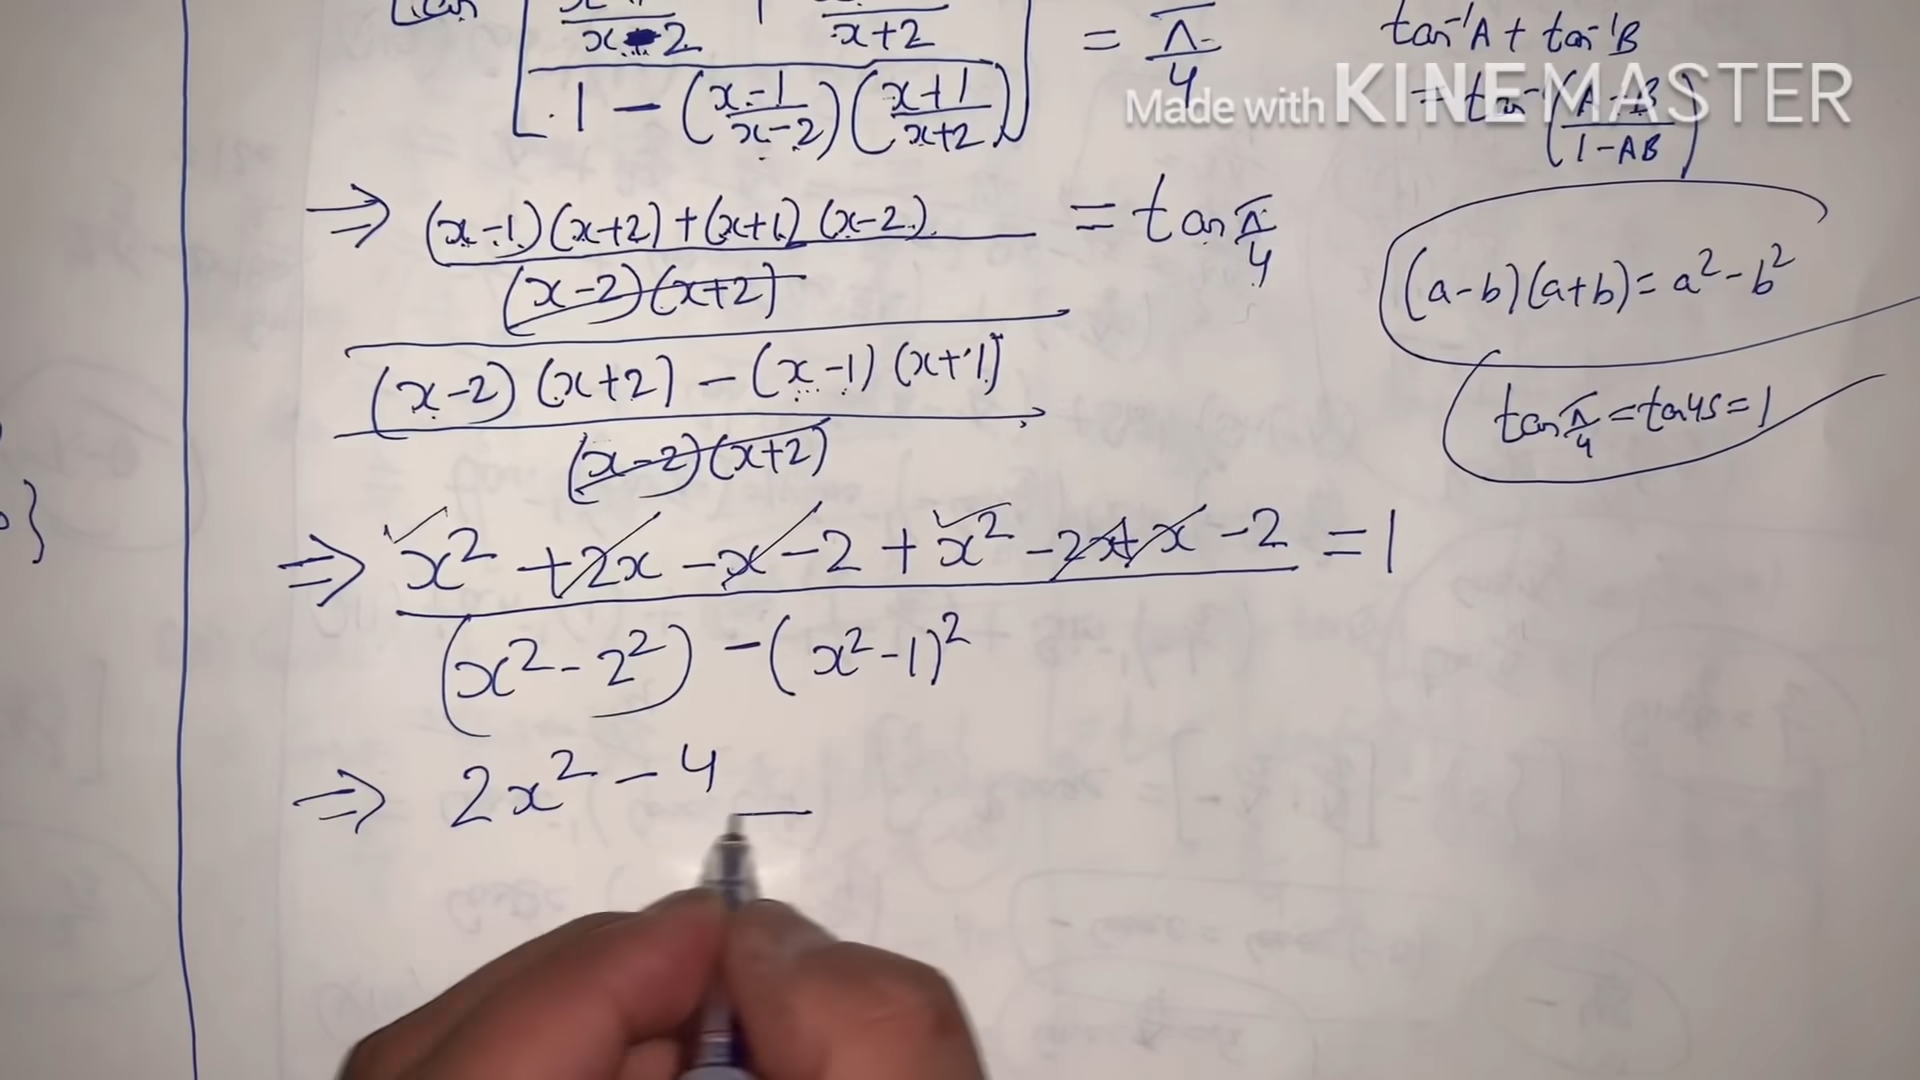 x-2 x+2 = π/4
1 - (x-1/x-2)(x+1/x+2)
tan⁻¹A + tan⁻¹B
= tan⁻¹( /1-AB)
Made with KINEMASTER
⇒ (x-1)(x+2)+(x+1)(x-2) = tan π/4
(x-2)(x+2)
(x-2)(x+2) - (x-1)(x+1)
(x-2)(x+2)
(a-b)(a+b) = a² - b²
tan π/4 = tan45 = 1
⇒ x² + 2x - x - 2 + x² - 2x + x - 2 = 1
(x² - 2²) - (x² - 1)²
⇒ 2x² - 4